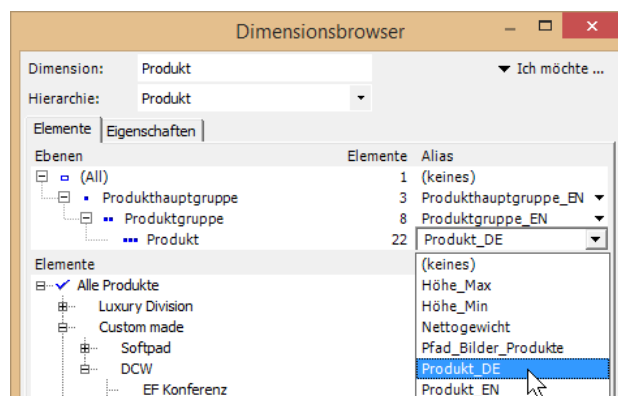 Dimensionsbrowser
Dimension: Produkt Ich möchte ...
Hierarchie: Produkt
Elemente Eigenschaften
Ebenen Elemente Alias
(All) 1 (keines)
Produkthauptgruppe 3 Produkthauptgruppe_EN
Produktgruppe 8 Produktgruppe_EN
Produkt 22 Produkt_DE
Elemente (keines)
Alle Produkte Höhe_Max
Luxury Division Höhe_Min
Custom made Nettogewicht
Softpad Pfad_Bilder_Produkte
DCW Produkt_DE
EF Konferenz Produkt_EN